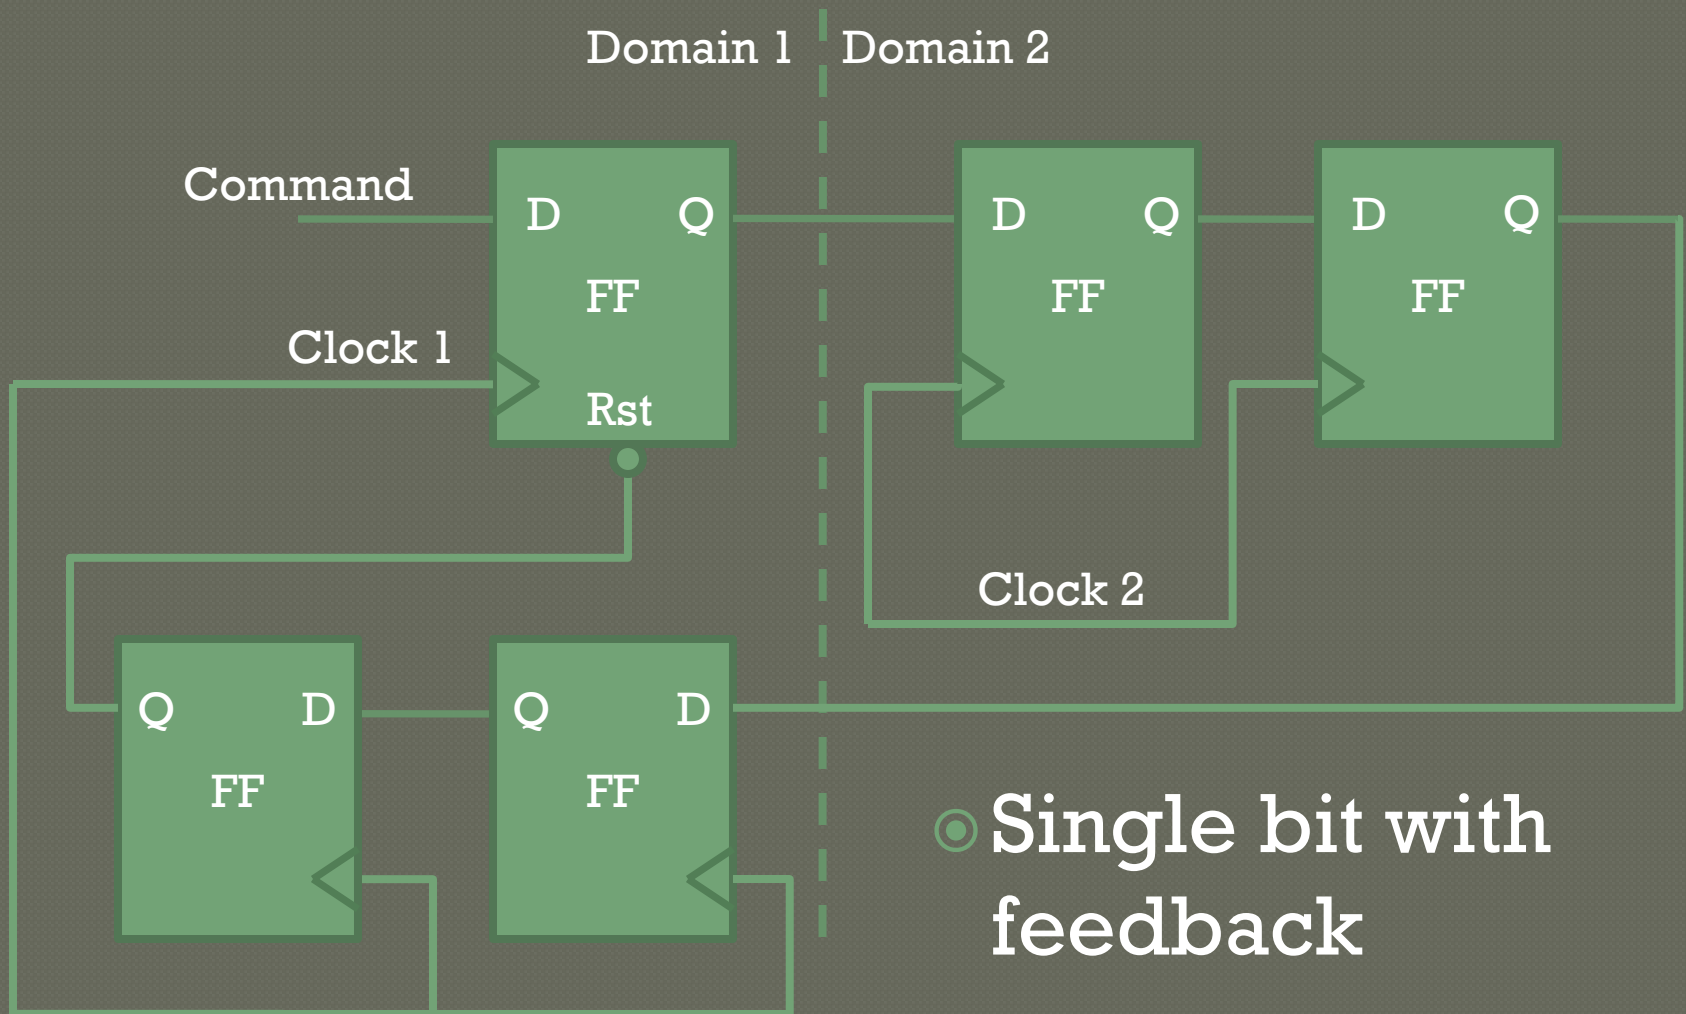 Domain 1 Domain 2
Command
D Q D Q D Q
FF FF FF
Clock 1
Rst
Clock 2
Q D Q D
FF FF
Single bit with
feedback